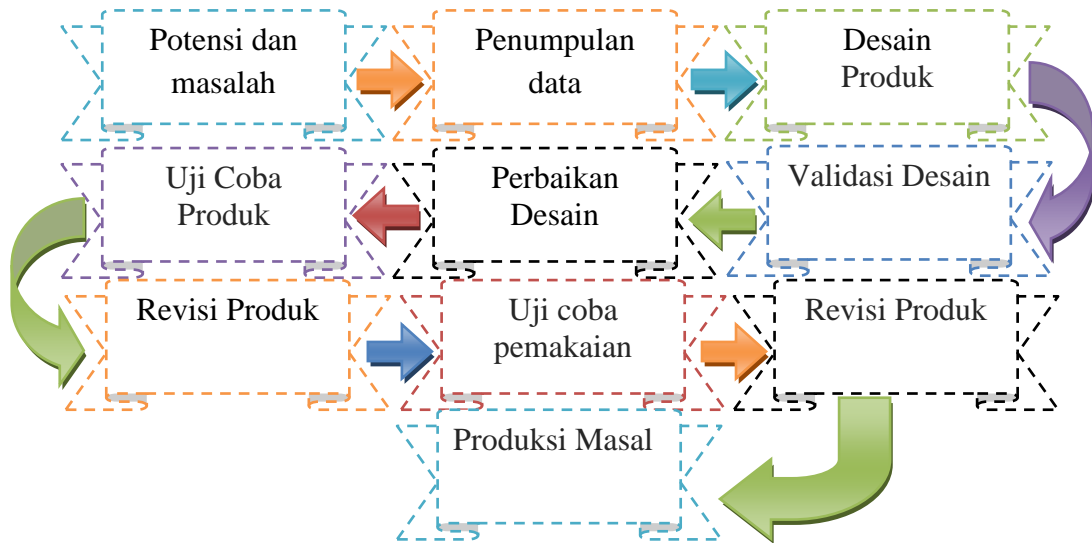 Potensi dan
masalah
Penumpulan
data
Desain
Produk
Validasi Desain
Perbaikan
Desain
Uji Coba
Produk
Revisi Produk
Uji coba
pemakaian
Revisi Produk
Produksi Masal